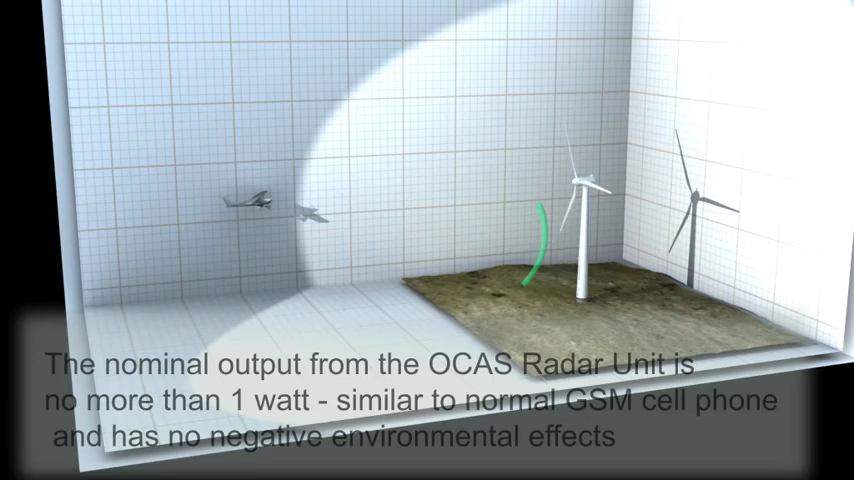 The nominal output from the OCAS Radar Unit is
no more than 1 watt - similar to normal GSM cell phone
and has no negative environmental effects